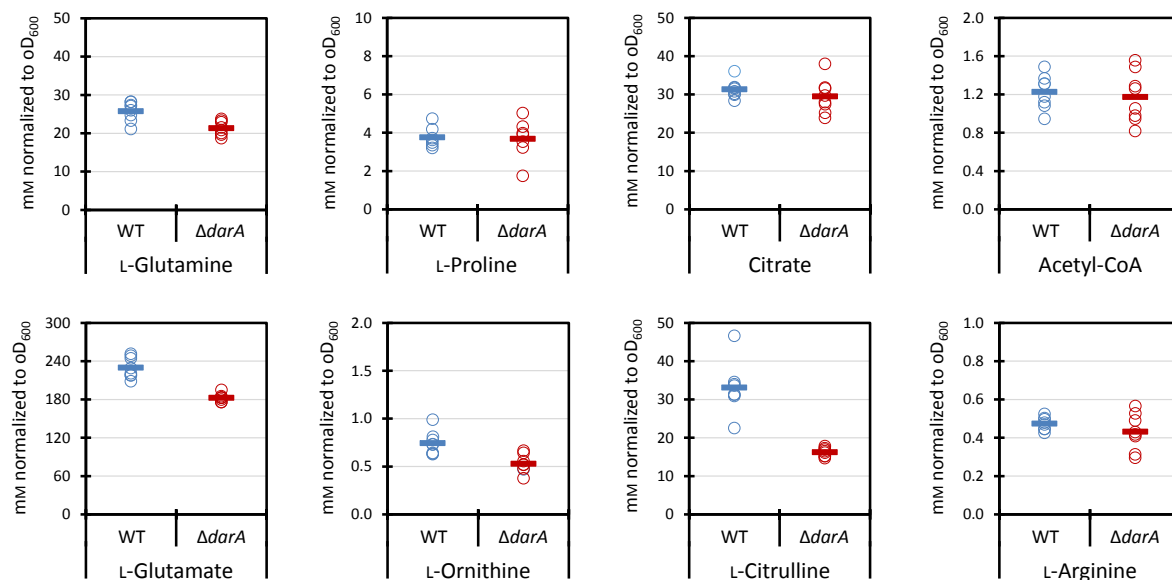 mM normalized to oD600
50
40
30
20
10
0
WT
ΔdarA
L-Glutamine
mM normalized to oD600
10
8
6
4
2
0
WT
ΔdarA
L-Proline
mM normalized to oD600
50
40
30
20
10
0
WT
ΔdarA
Citrate
mM normalized to oD600
2.0
1.6
1.2
0.8
0.4
0.0
WT
ΔdarA
Acetyl-CoA
mM normalized to oD600
300
240
180
120
60
0
WT
ΔdarA
L-Glutamate
mM normalized to oD600
2.0
1.5
1.0
0.5
0.0
WT
ΔdarA
L-Ornithine
mM normalized to oD600
50
40
30
20
10
0
WT
ΔdarA
L-Citrulline
mM normalized to oD600
1.0
0.8
0.6
0.4
0.2
0.0
WT
ΔdarA
L-Arginine